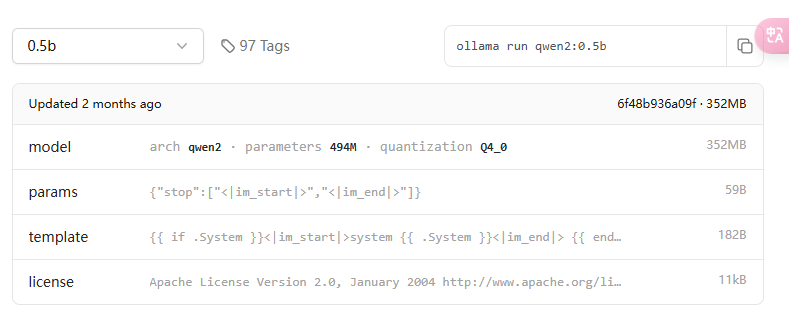 0.5b
97 Tags
ollama run qwen2:0.5b
中A
Updated 2 months ago
6f48b936a09f · 352MB
model
arch qwen2 · parameters 494M · quantization Q4_0
352MB
params
{"stop":["<|im_start|>","<|im_end|>"]}
59B
template
{{ if .System }}<|im_start|>system {{ .System }}<|im_end|> {{ end…
182B
license
Apache License Version 2.0, January 2004 http://www.apache.org/li…
11kB